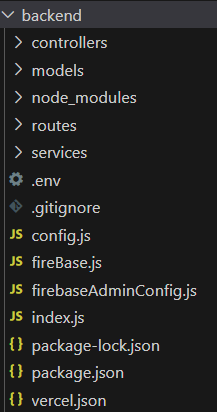 backend
controllers
models
node_modules
routes
services
.env
.gitignore
JS config.js
JS fireBase.js
JS firebaseAdminConfig.js
JS index.js
{} package-lock.json
{} package.json
{} vercel.json